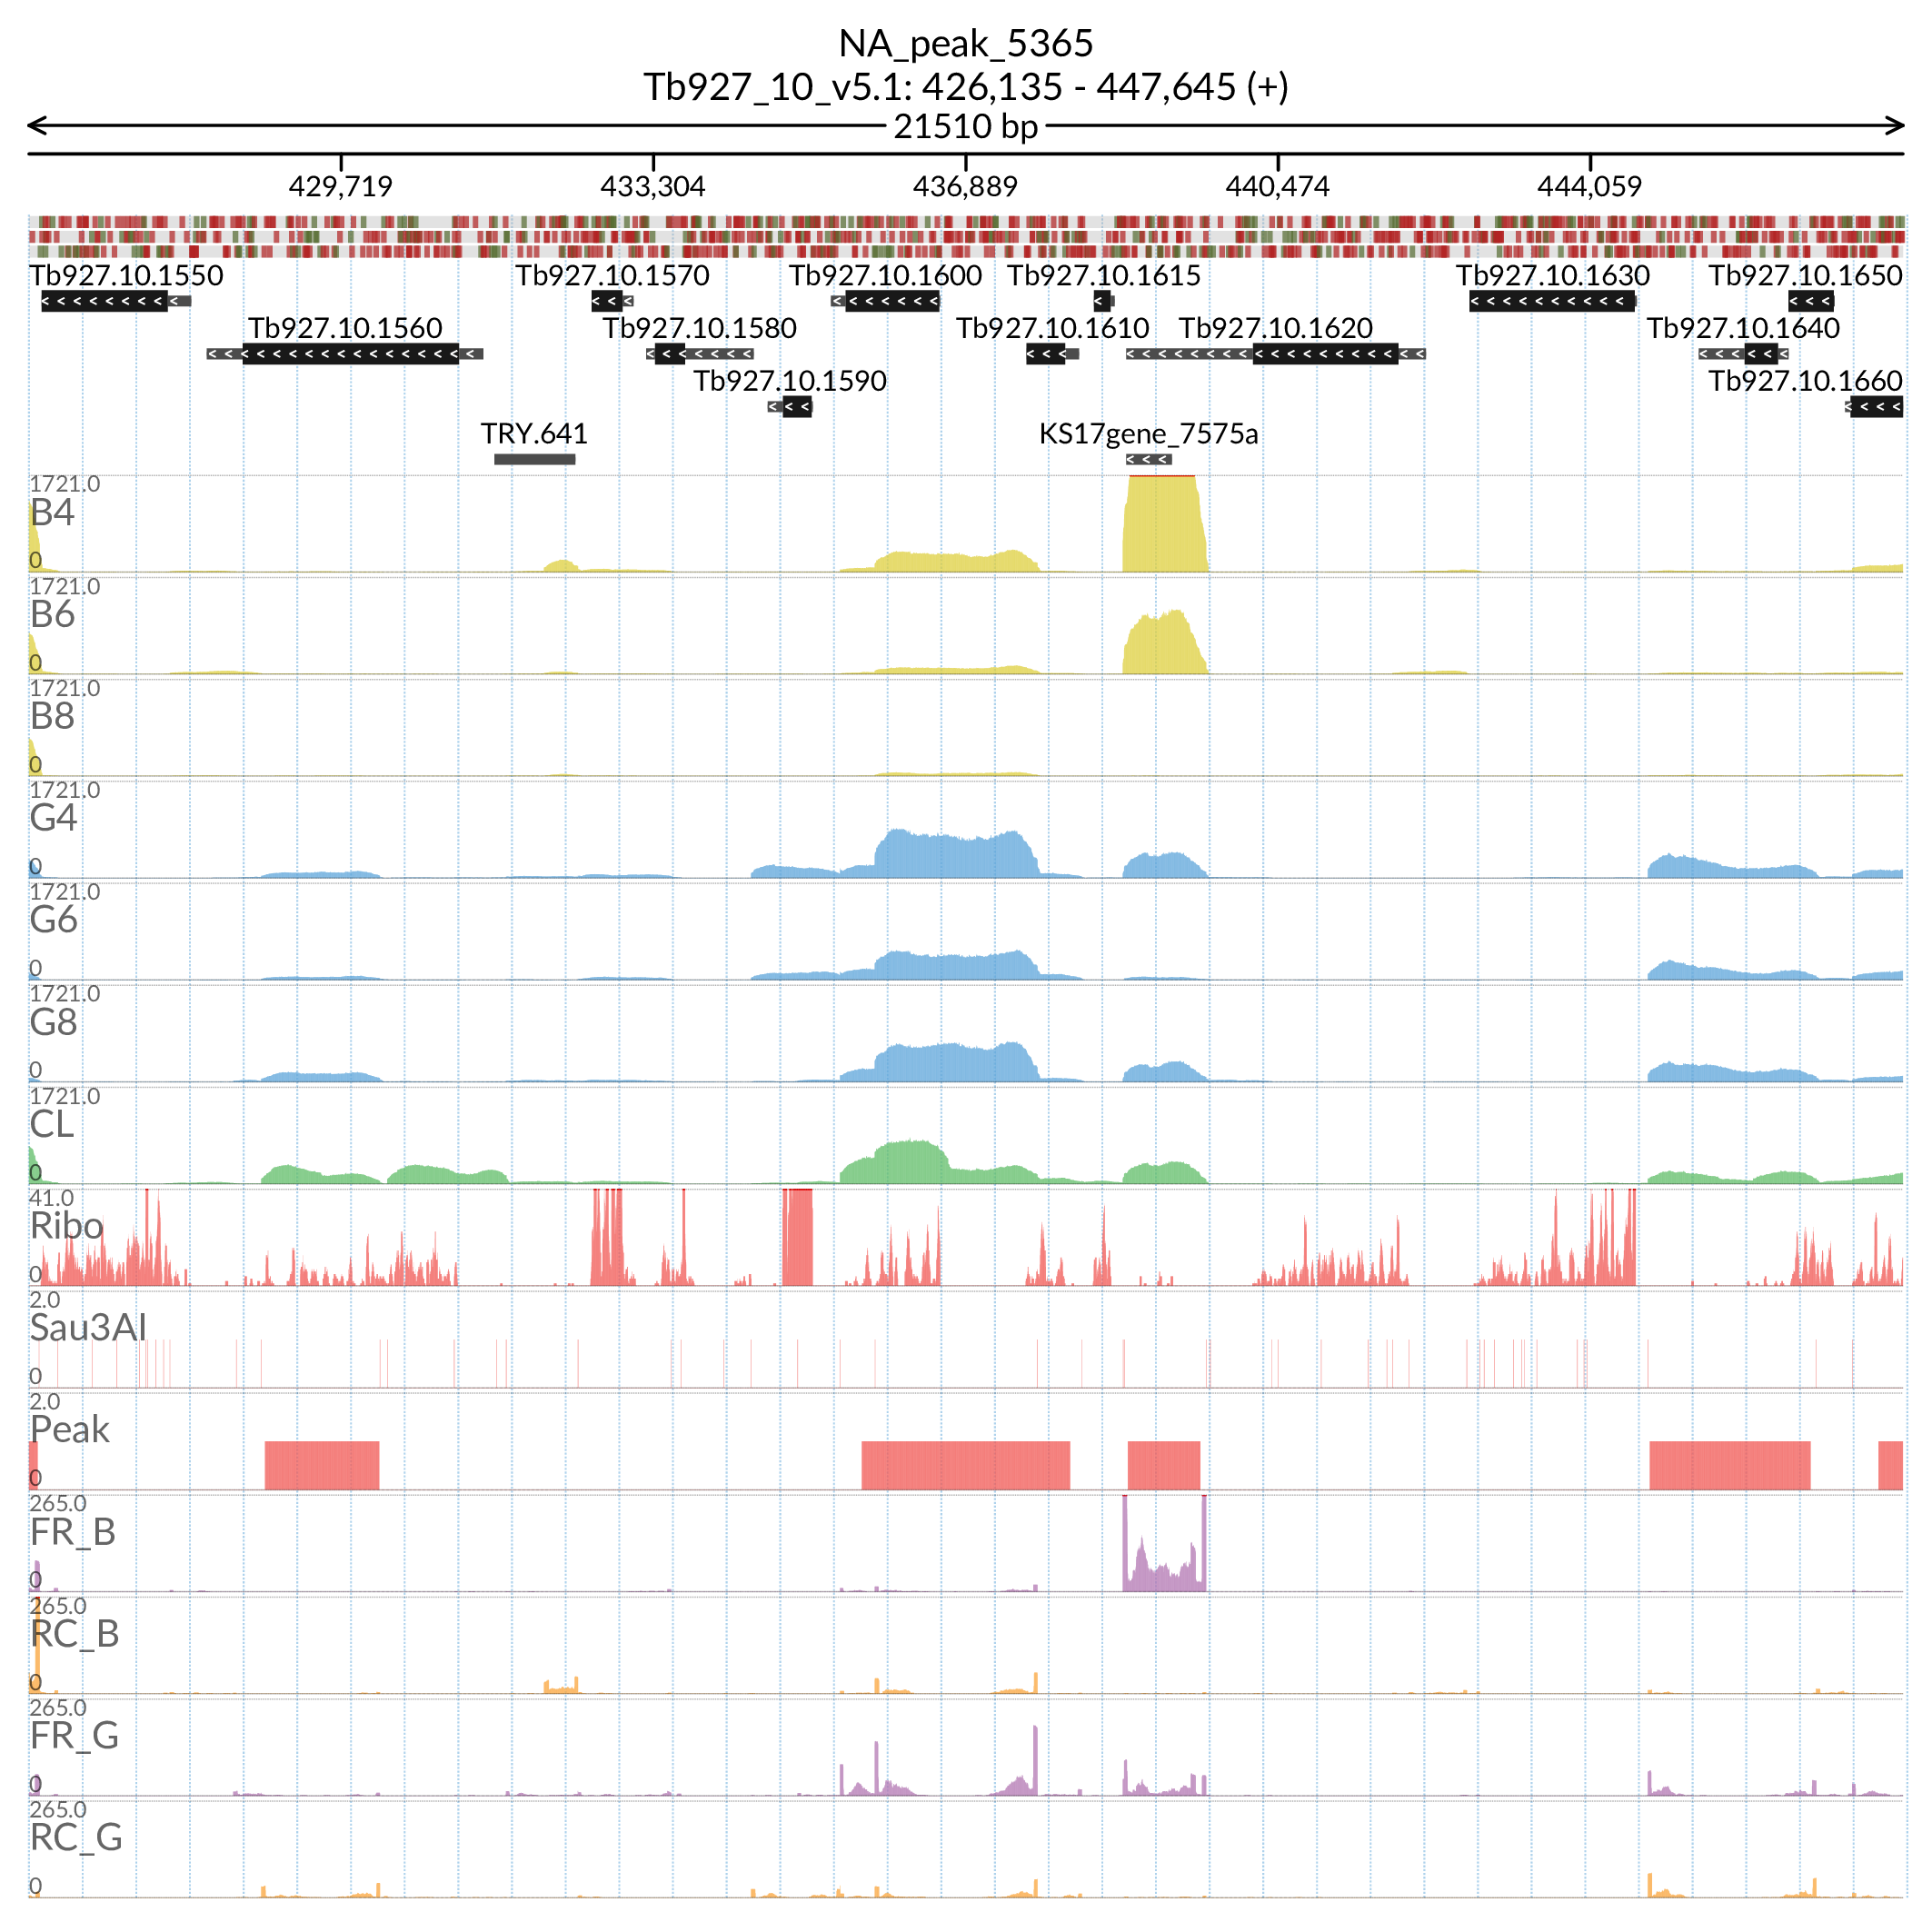 NA_peak_5365
Tb927_10_v5.1: 426,135 - 447,645 (+)
21510 bp
429,719 433,304 436,889 440,474 444,059
Tb927.10.1550 Tb927.10.1570 Tb927.10.1600 Tb927.10.1615 Tb927.10.1630 Tb927.10.1650
Tb927.10.1560 Tb927.10.1580 Tb927.10.1610 Tb927.10.1620 Tb927.10.1640
Tb927.10.1590 Tb927.10.1660
TRY.641 KS17gene_7575a
1721.0
B4
0
1721.0
B6
0
1721.0
B8
0
1721.0
G4
0
1721.0
G6
0
1721.0
G8
0
1721.0
CL
0
41.0
Ribo
0
2.0
Sau3AI
0
2.0
Peak
0
265.0
FR_B
0
265.0
RC_B
0
265.0
FR_G
0
265.0
RC_G
0